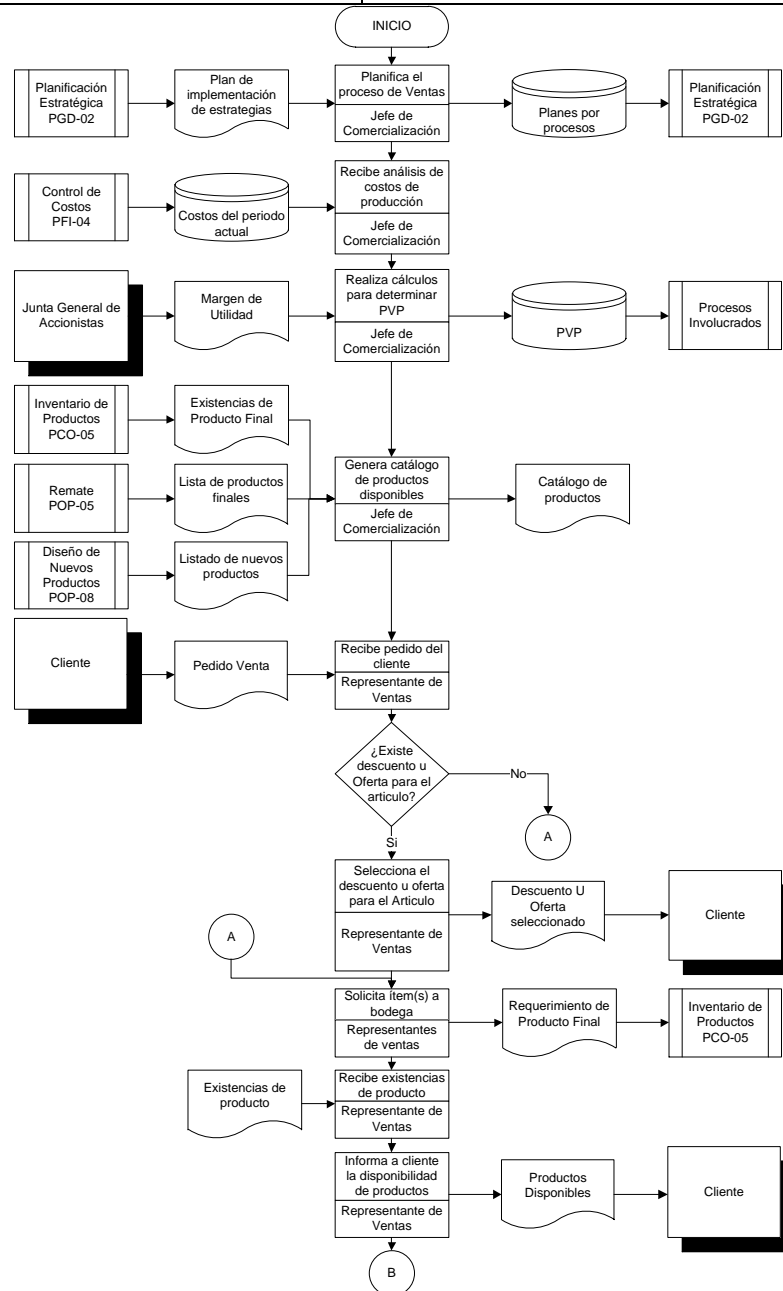 INICIO
Planificación
Estratégica
PGD-02
Plan de
implementación
de estrategias
Planifica el
proceso de Ventas
Jefe de
Comercialización
Planes por
procesos
Planificación
Estratégica
PGD-02
Control de
Costos
PFI-04
Costos del periodo
actual
Recibe análisis de
costos de
producción
Jefe de
Comercialización
Junta General de
Accionistas
Margen de
Utilidad
Realiza cálculos
para determinar
PVP
Jefe de
Comercialización
PVP
Procesos
Involucrados
Inventario de
Productos
PCO-05
Existencias de
Producto Final
Remate
POP-05
Lista de productos
finales
Genera catálogo
de productos
disponibles
Jefe de
Comercialización
Catálogo de
productos
Diseño de
Nuevos
Productos
POP-08
Listado de nuevos
productos
Cliente
Pedido Venta
Recibe pedido del
cliente
Representante de
Ventas
¿Existe
descuento u
Oferta para el
articulo?
No
A
Si
Selecciona el
descuento u oferta
para el Articulo
Representante de
Ventas
Descuento U
Oferta
seleccionado
Cliente
A
Solicita ítem(s) a
bodega
Representantes
de ventas
Requerimiento de
Producto Final
Inventario de
Productos
PCO-05
Existencias de
producto
Recibe existencias
de producto
Representante de
Ventas
Informa a cliente
la disponibilidad
de productos
Representante de
Ventas
Productos
Disponibles
Cliente
B